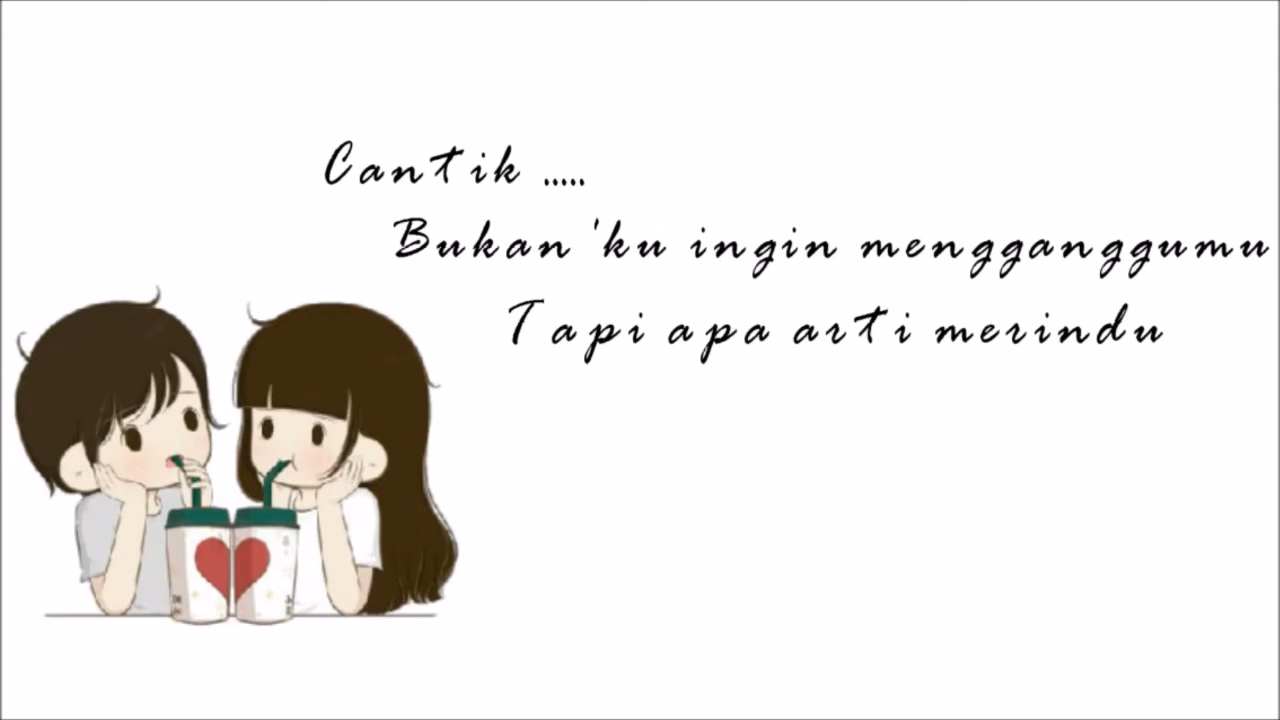 Cantik .....
Bukan 'ku ingin mengganggumu
Tapi apa arti merindu